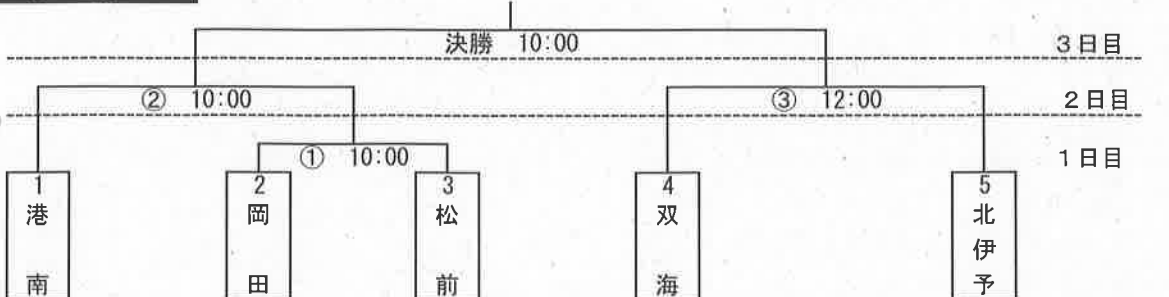 決勝 10:00
3日目
② 10:00
③ 12:00
2日目
① 10:00
1日目
1
港南
2
岡田
3
松前
4
双海
5
北伊予